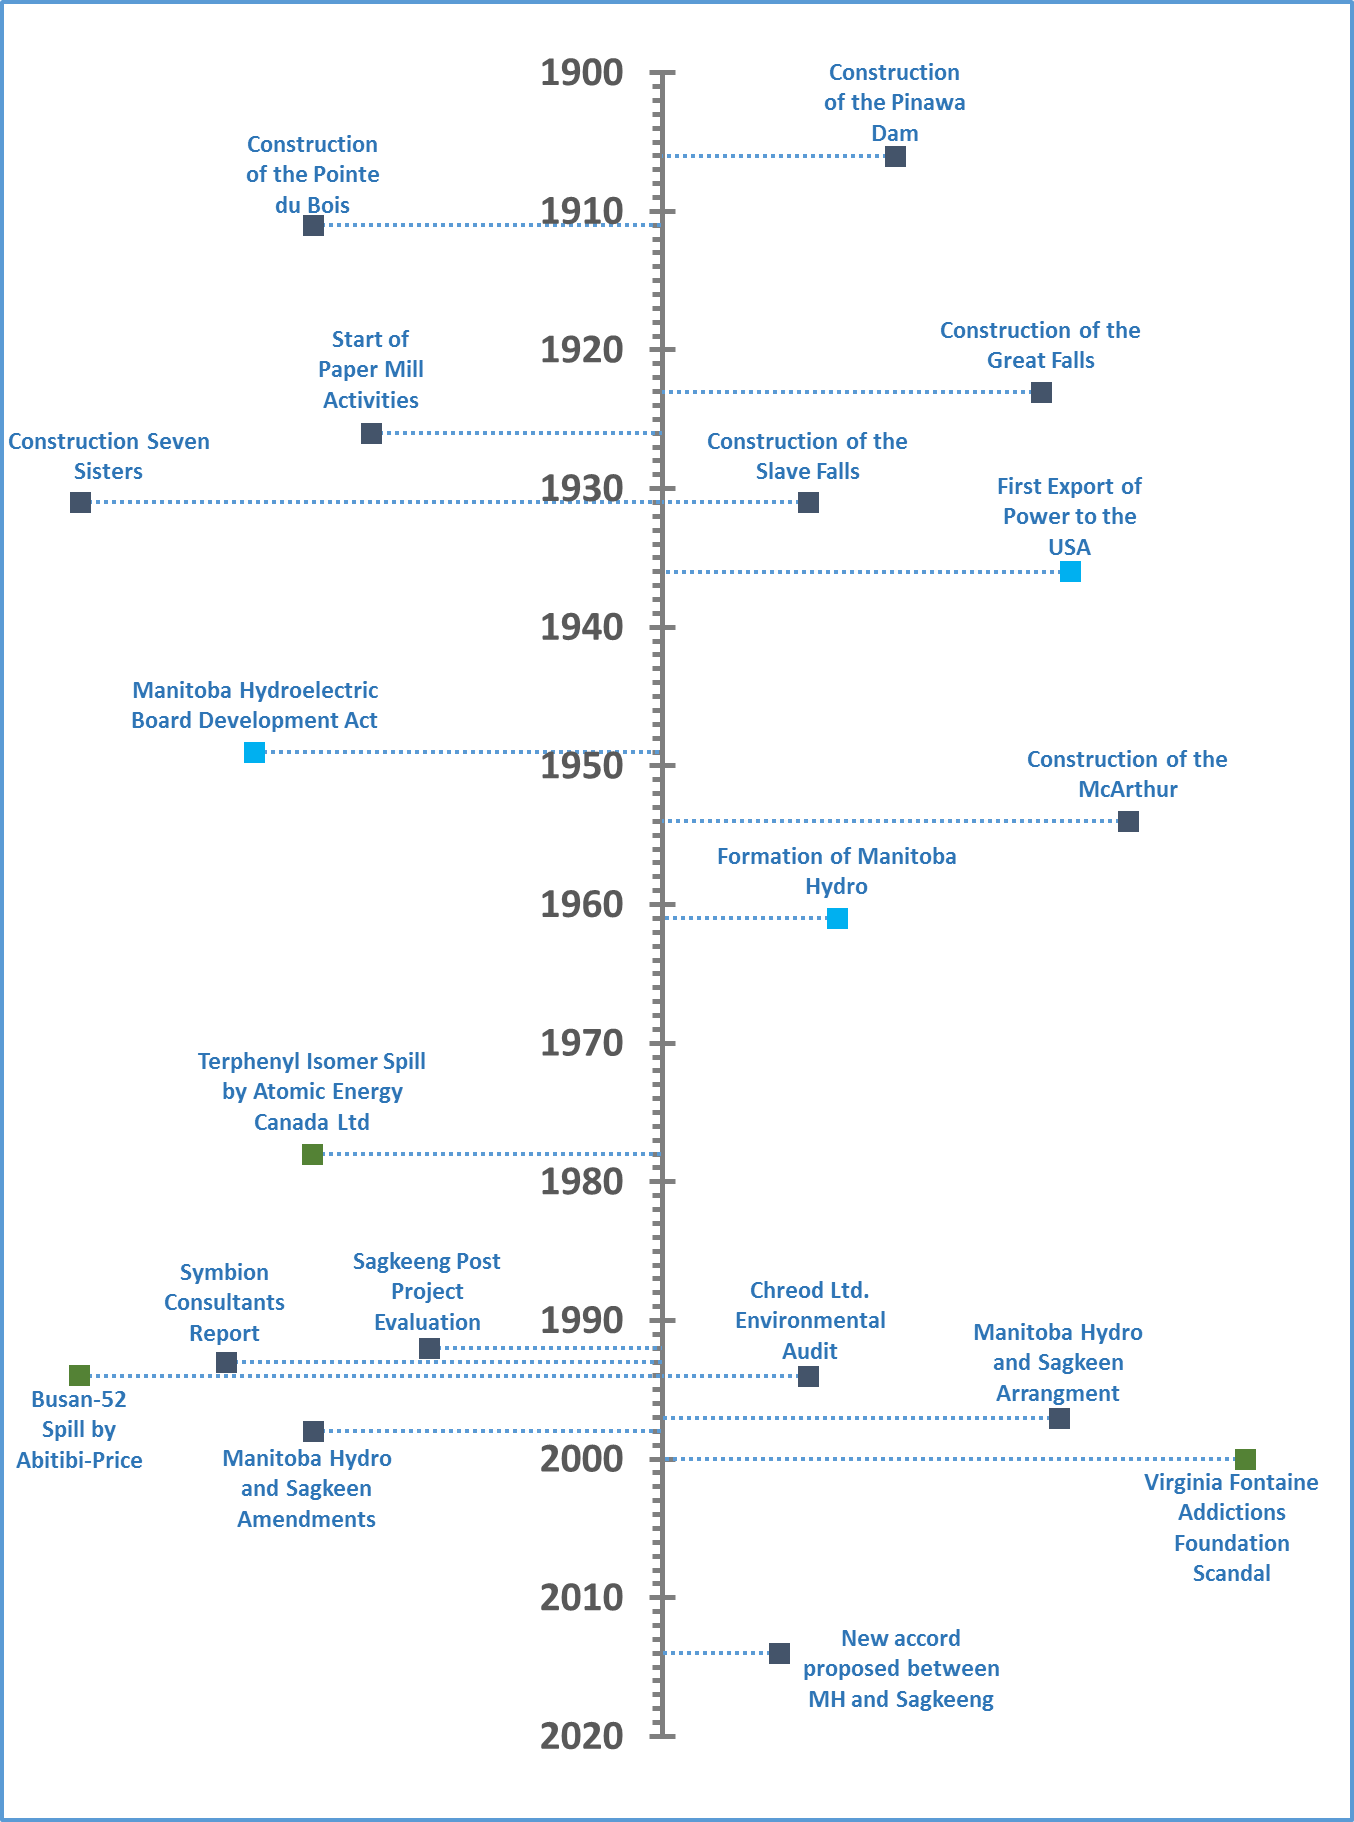 1900
Construction
of the Pinawa
Dam
Construction
of the Pointe
du Bois
1910
Start of
Paper Mill
Activities
1920
Construction of the
Great Falls
Construction Seven
Sisters
Construction of the
Slave Falls
1930
First Export of
Power to the
USA
1940
Manitoba Hydroelectric
Board Development Act
1950
Construction of the
McArthur
Formation of Manitoba
Hydro
1960
1970
Terphenyl Isomer Spill
by Atomic Energy
Canada Ltd
1980
Symbion
Consultants
Report
Sagkeeng Post
Project
Evaluation
1990
Chreod Ltd.
Environmental
Audit
Manitoba Hydro
and Sagkeen
Arrangment
Busan-52
Spill by
Abitibi-Price
Manitoba Hydro
and Sagkeen
Amendments
2000
Virginia Fontaine
Addictions
Foundation
Scandal
2010
New accord
proposed between
MH and Sagkeeng
2020